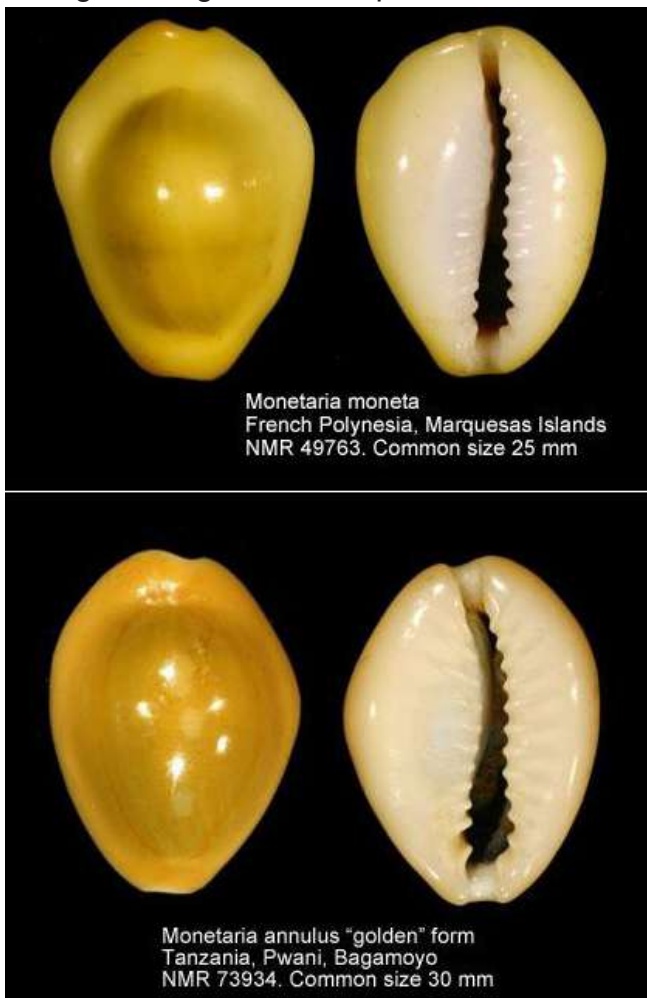 Monetaria moneta
French Polynesia, Marquesas Islands
NMR 49763. Common size 25 mm
Monetaria annulus “golden” form
Tanzania, Pwani, Bagamoyo
NMR 73934. Common size 30 mm